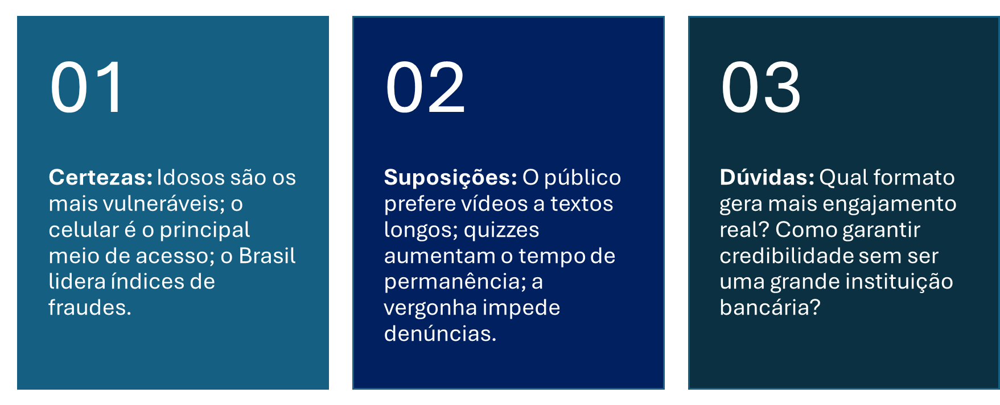 01
Certezas: Idosos são os
mais vulneráveis; o
celular é o principal
meio de acesso; o Brasil
lidera índices de
fraudes.
02
Suposições: O público
prefere vídeos a textos
longos; quizzes
aumentam o tempo de
permanência; a
vergonha impede
denúncias.
03
Dúvidas: Qual formato
gera mais engajamento
real? Como garantir
credibilidade sem ser
uma grande instituição
bancária?